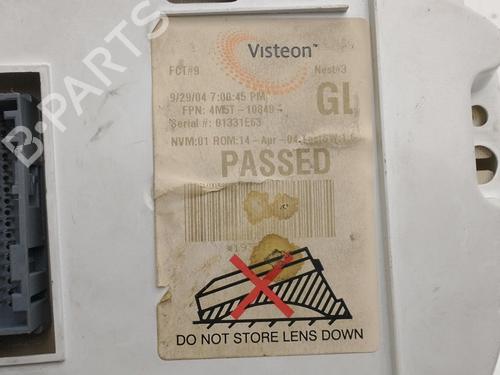 Visteon™
FCT#9 Nest#3
9/29/04 7:00:45 PM
FPN: 4M5T-10849- GL
Serial #: 01331E63
NVM:01 ROM:14-Apr-04
PASSED
DO NOT STORE LENS DOWN
B-PARTS